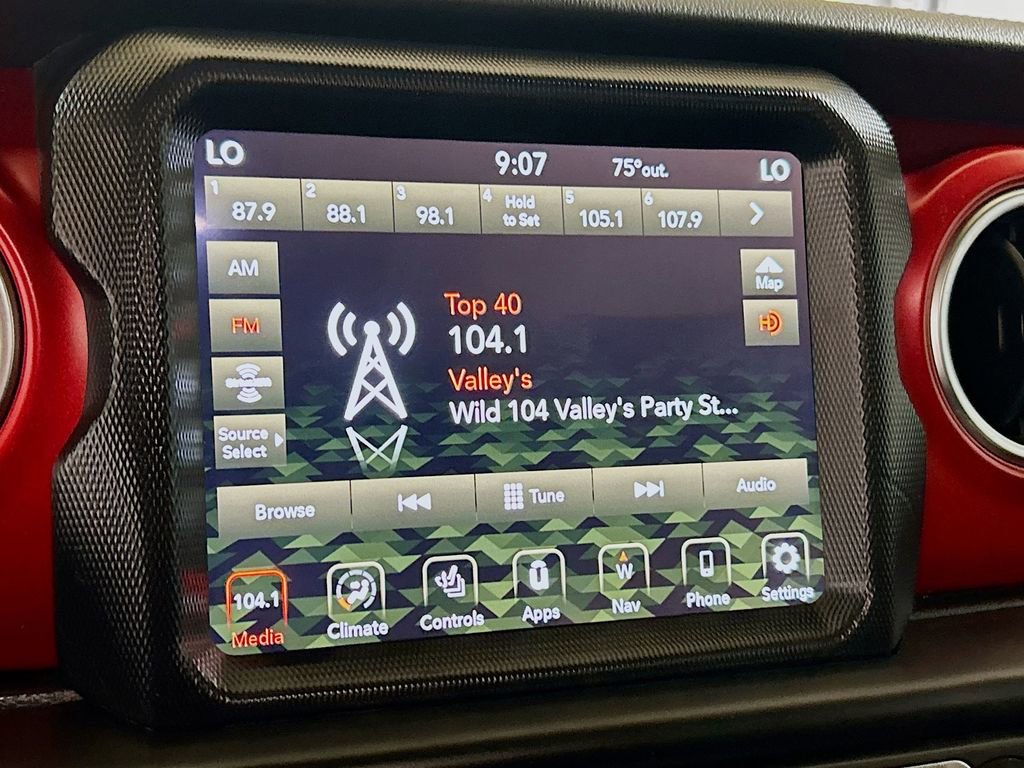 LO 9:07 75°out. LO
1 87.9 2 88.1 3 98.1 4 Hold to Set 5 105.1 6 107.9
AM
Map
FM
HD
Top 40
104.1
Valley's
Wild 104 Valley's Party St...
SiriusXM
Source
Select
Browse Tune Audio
104.1 W
Media Climate Controls Apps Nav Phone Settings